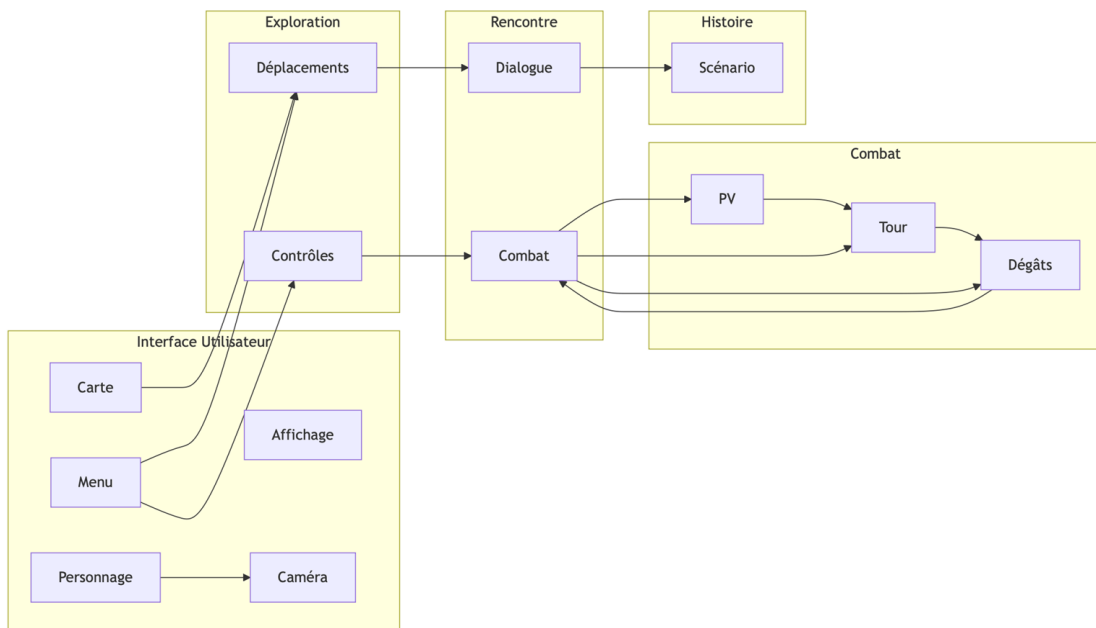 Exploration
Déplacements
Contrôles
Rencontre
Dialogue
Combat
Histoire
Scénario
Combat
PV
Tour
Dégâts
Interface Utilisateur
Carte
Affichage
Menu
Personnage
Caméra